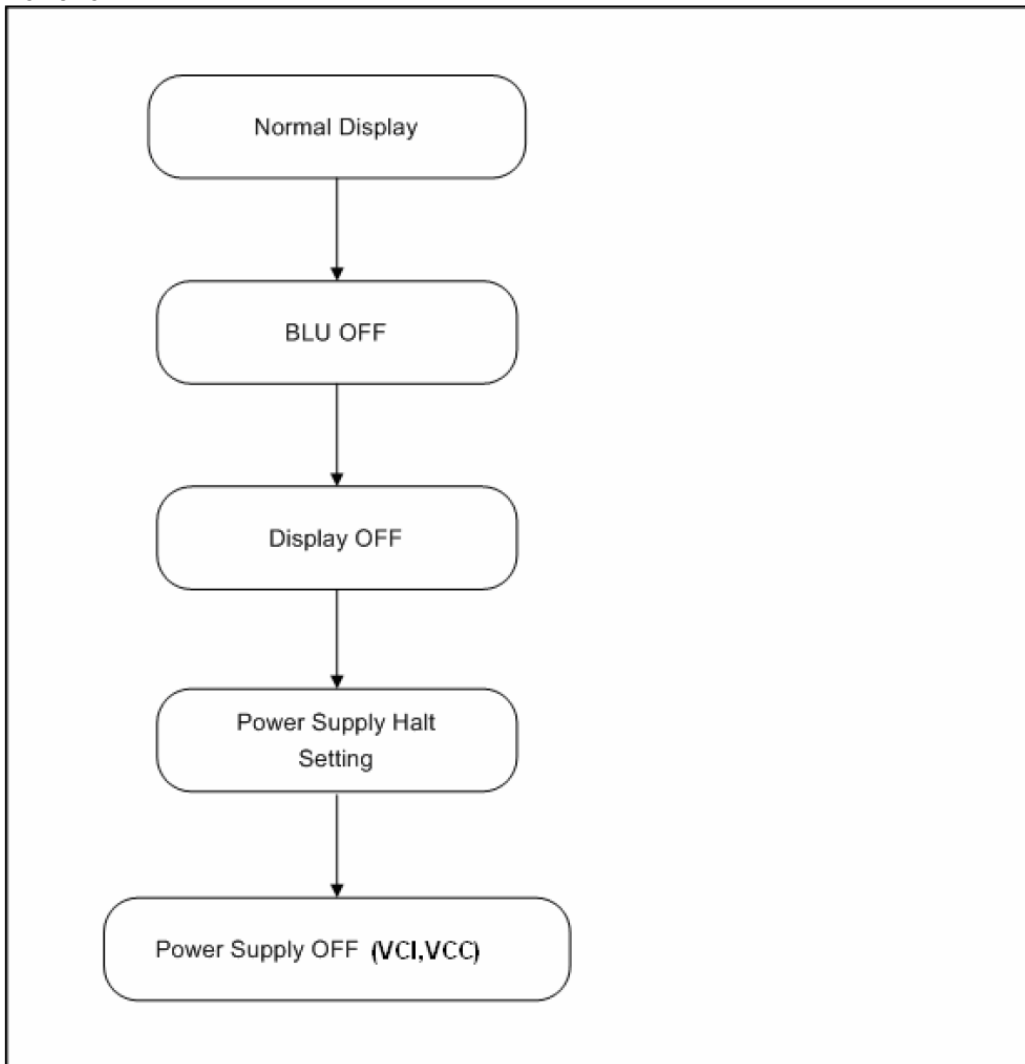 Normal Display
BLU OFF
Display OFF
Power Supply Halt
Setting
Power Supply OFF (VCI,VCC)